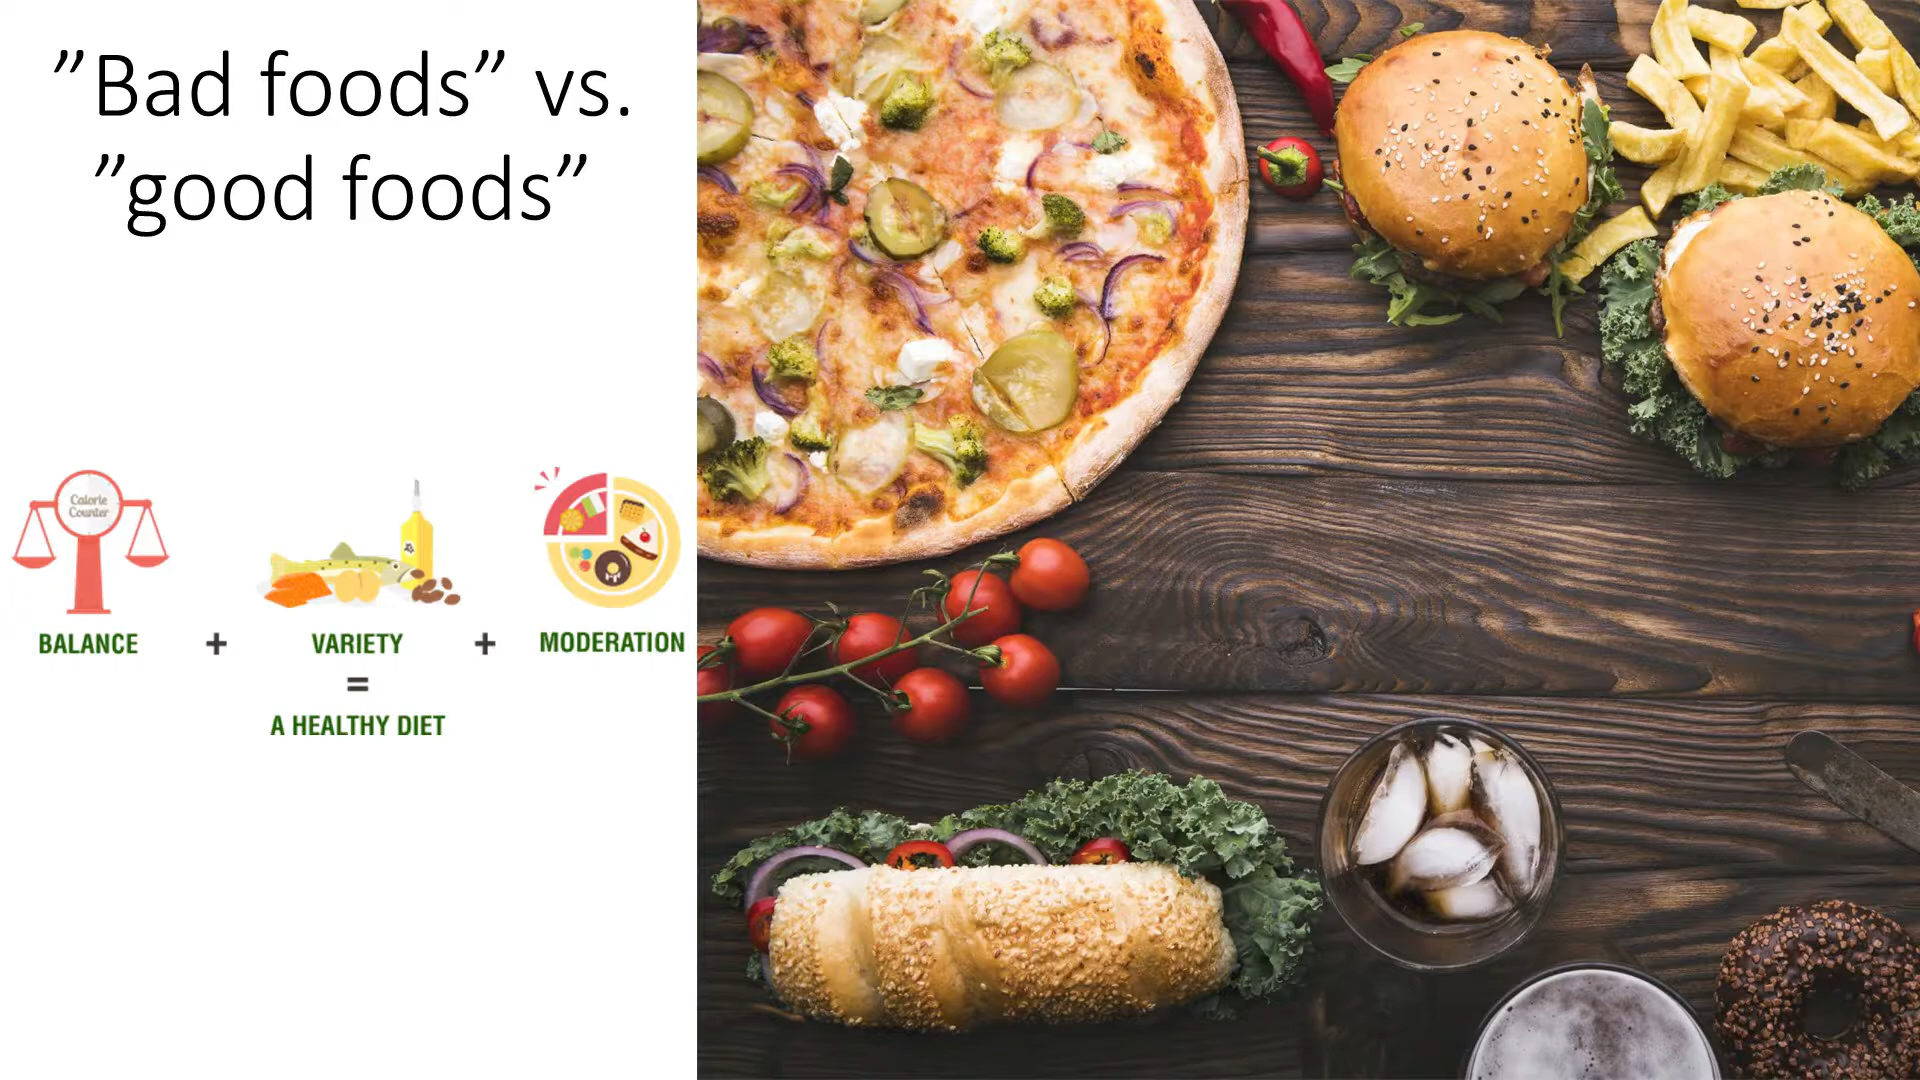 ”Bad foods” vs.
”good foods”
Calorie
Counter
BALANCE + VARIETY + MODERATION
=
A HEALTHY DIET